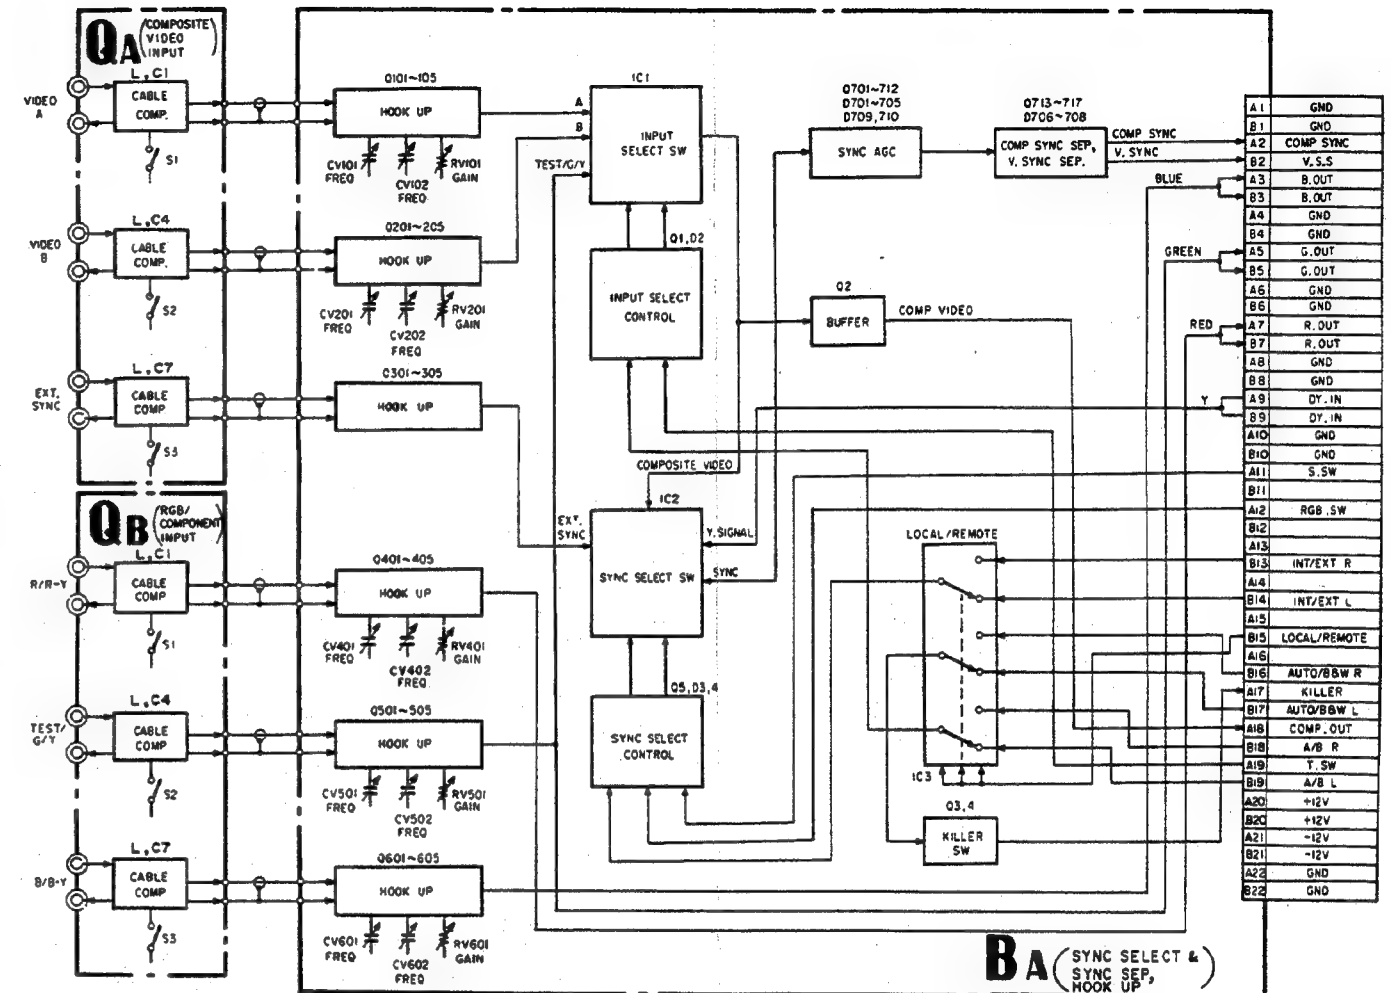 QA (COMPOSITE VIDEO INPUT)
VIDEO A
L,C1
CABLE COMP.
S1
VIDEO B
L,C4
CABLE COMP.
S2
EXT. SYNC
L,C7
CABLE COMP
S3
QB (RGB/COMPONENT INPUT)
R/R-Y
L,C1
CABLE COMP
S1
TEST/G/Y
L,C4
CABLE COMP
S2
B/B-Y
L,C7
CABLE COMP
S3
Q101~105
HOOK UP
CV101 FREQ
CV102 FREQ
RV101 GAIN
Q201~205
HOOK UP
CV201 FREQ
CV202 FREQ
RV201 GAIN
Q301~305
HOOK UP
Q401~405
HOOK UP
CV401 FREQ
CV402 FREQ
RV401 GAIN
Q501~505
HOOK UP
CV501 FREQ
CV502 FREQ
RV501 GAIN
Q601~605
HOOK UP
CV601 FREQ
CV602 FREQ
RV601 GAIN
A
B
TEST/G/Y
IC1
INPUT SELECT SW
Q1,D2
INPUT SELECT CONTROL
COMPOSITE VIDEO
IC2
EXT. SYNC
SYNC SELECT SW
Y.SIGNAL
SYNC
Q5,D3,4
SYNC SELECT CONTROL
Q701~712
D701~705
D709,710
SYNC AGC
Q713~717
D706~708
COMP SYNC SEP,
V. SYNC SEP.
COMP SYNC
V. SYNC
Q2
BUFFER
COMP VIDEO
BLUE
GREEN
RED
Y
LOCAL/REMOTE
IC3
Q3,4
KILLER SW
A1 GND
B1 GND
A2 COMP SYNC
B2 V.S.S
A3 B.OUT
B3 B.OUT
A4 GND
B4 GND
A5 G.OUT
B5 G.OUT
A6 GND
B6 GND
A7 R.OUT
B7 R.OUT
A8 GND
B8 GND
A9 DY.IN
B9 DY.IN
A10 GND
B10 GND
A11 S.SW
B11
A12 RGB.SW
B12
A13
B13 INT/EXT R
A14
B14 INT/EXT L
A15
B15 LOCAL/REMOTE
A16
B16 AUTO/B&W R
A17 KILLER
B17 AUTO/B&W L
A18 COMP.OUT
B18 A/B R
A19 T.SW
B19 A/B L
A20 +12V
B20 +12V
A21 -12V
B21 -12V
A22 GND
B22 GND
BA (SYNC SELECT & SYNC SEP, HOOK UP)